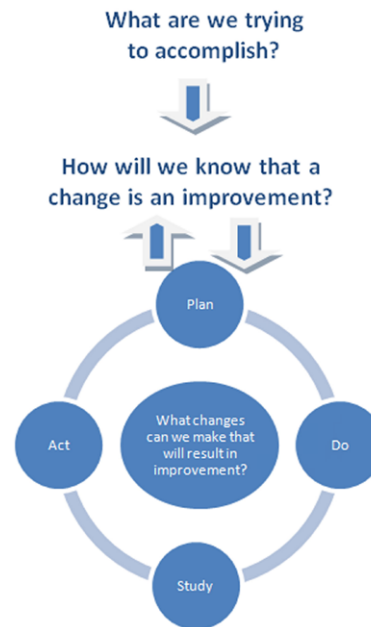 What are we trying
to accomplish?
How will we know that a
change is an improvement?
Plan
What changes
can we make that
will result in
improvement?
Act
Do
Study